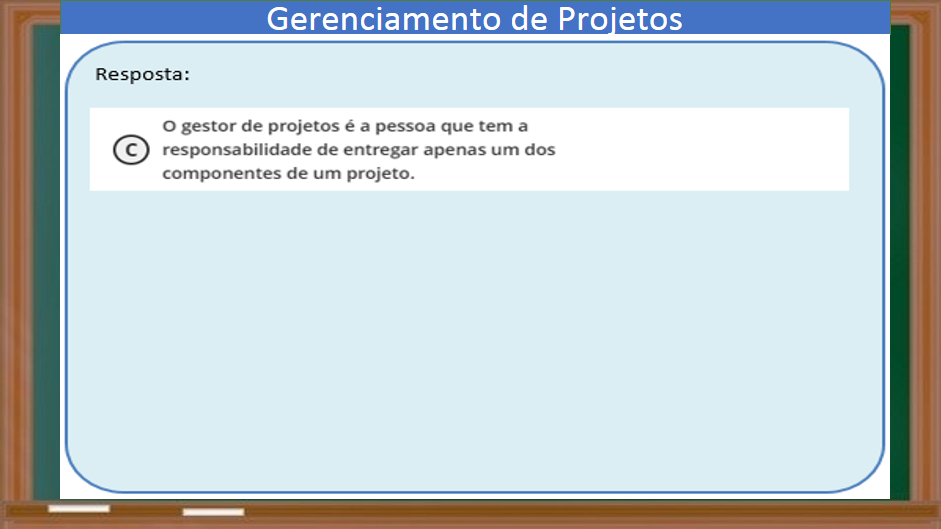 Gerenciamento de Projetos
Resposta:
C
O gestor de projetos é a pessoa que tem a
responsabilidade de entregar apenas um dos
componentes de um projeto.